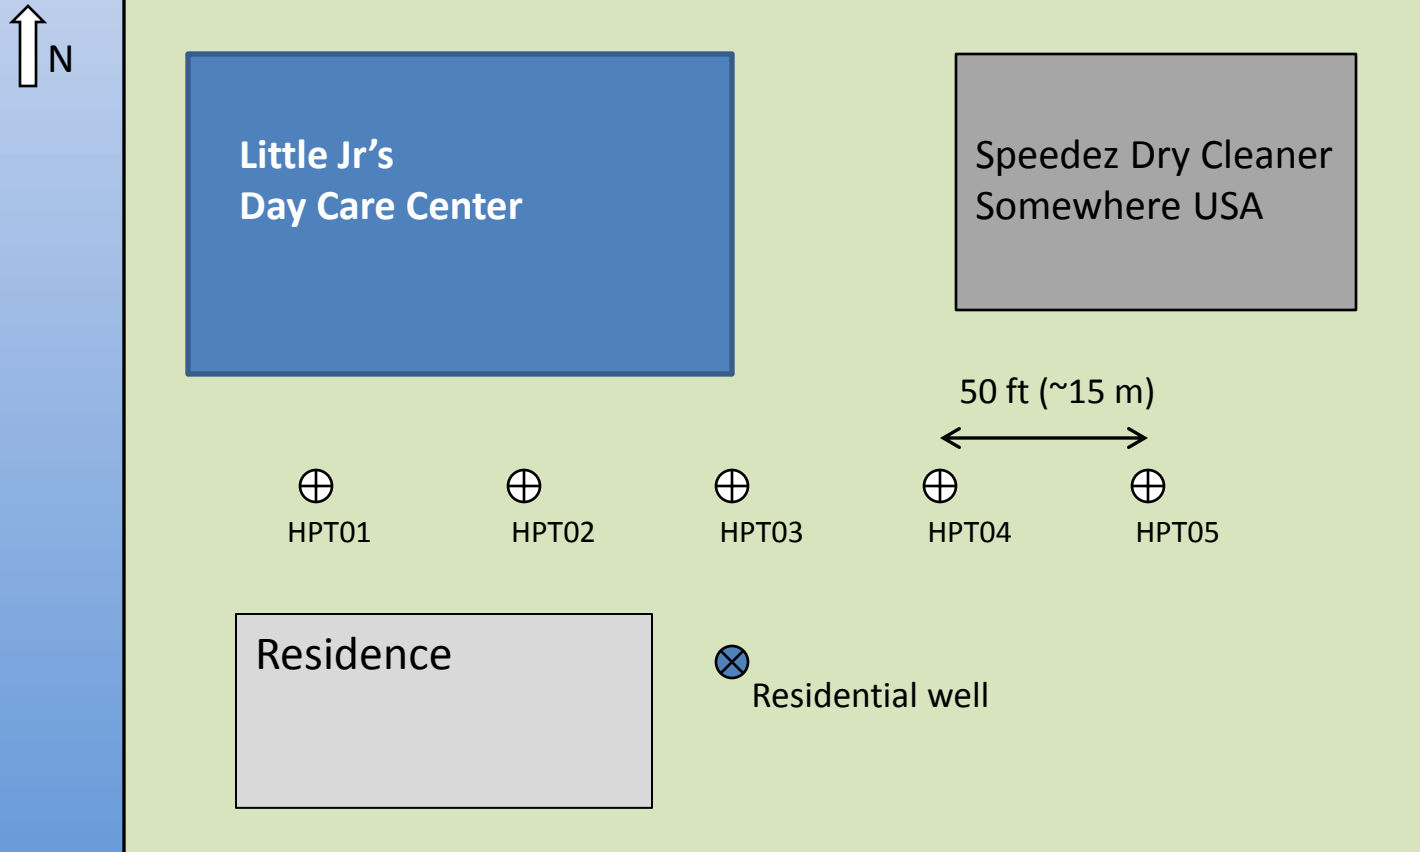 N
Little Jr’s
Day Care Center
Speedez Dry Cleaner
Somewhere USA
50 ft (~15 m)
HPT01
HPT02
HPT03
HPT04
HPT05
Residence
Residential well